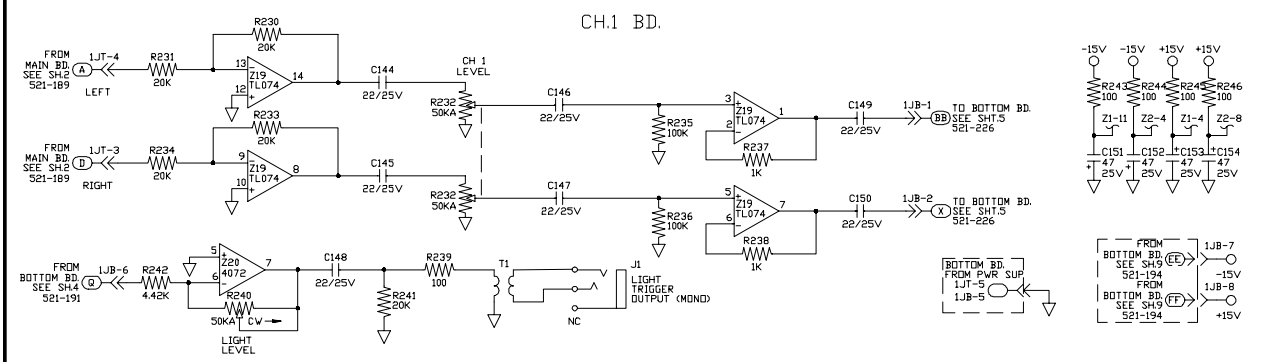 CH.1 BD.
R230
20K
FROM
MAIN BD.
SEE SH.2
521-189
A
1JT-4
LEFT
R231
20K
13
12
14
Z19
TL074
C144
22/25V
CH 1
LEVEL
R232
50KA
C146
22/25V
R235
100K
3
2
1
Z19
TL074
R237
1K
C149
22/25V
1JB-1
BB
TO BOTTOM BD.
SEE SHT.5
521-226
R233
20K
FROM
MAIN BD.
SEE SH.2
521-189
D
1JT-3
RIGHT
R234
20K
9
10
8
Z19
TL074
C145
22/25V
R232
50KA
C147
22/25V
R236
100K
5
6
7
Z19
TL074
R238
1K
C150
22/25V
1JB-2
X
TO BOTTOM BD.
SEE SHT.5
521-226
FROM
BOTTOM BD.
SEE SH.4
521-191
Q
1JB-6
R242
4.42K
5
6
7
Z20
4072
R240
50KA
CW
LIGHT
LEVEL
C148
22/25V
R241
20K
R239
100
T1
NC
J1
LIGHT
TRIGGER
OUTPUT (MONO)
-15V -15V +15V +15V
R243 R244 R245 R246
100 100 100 100
Z1-11 Z2-4 Z1-4 Z2-8
C151 C152 C153 C154
47 47 47 47
25V 25V 25V 25V
BOTTOM BD.
FROM PWR SUP
1JT-5
1JB-5
FROM
BOTTOM BD.
SEE SH.9
521-194
EE
1JB-7
-15V
FROM
BOTTOM BD.
SEE SH.9
521-194
FF
1JB-8
+15V